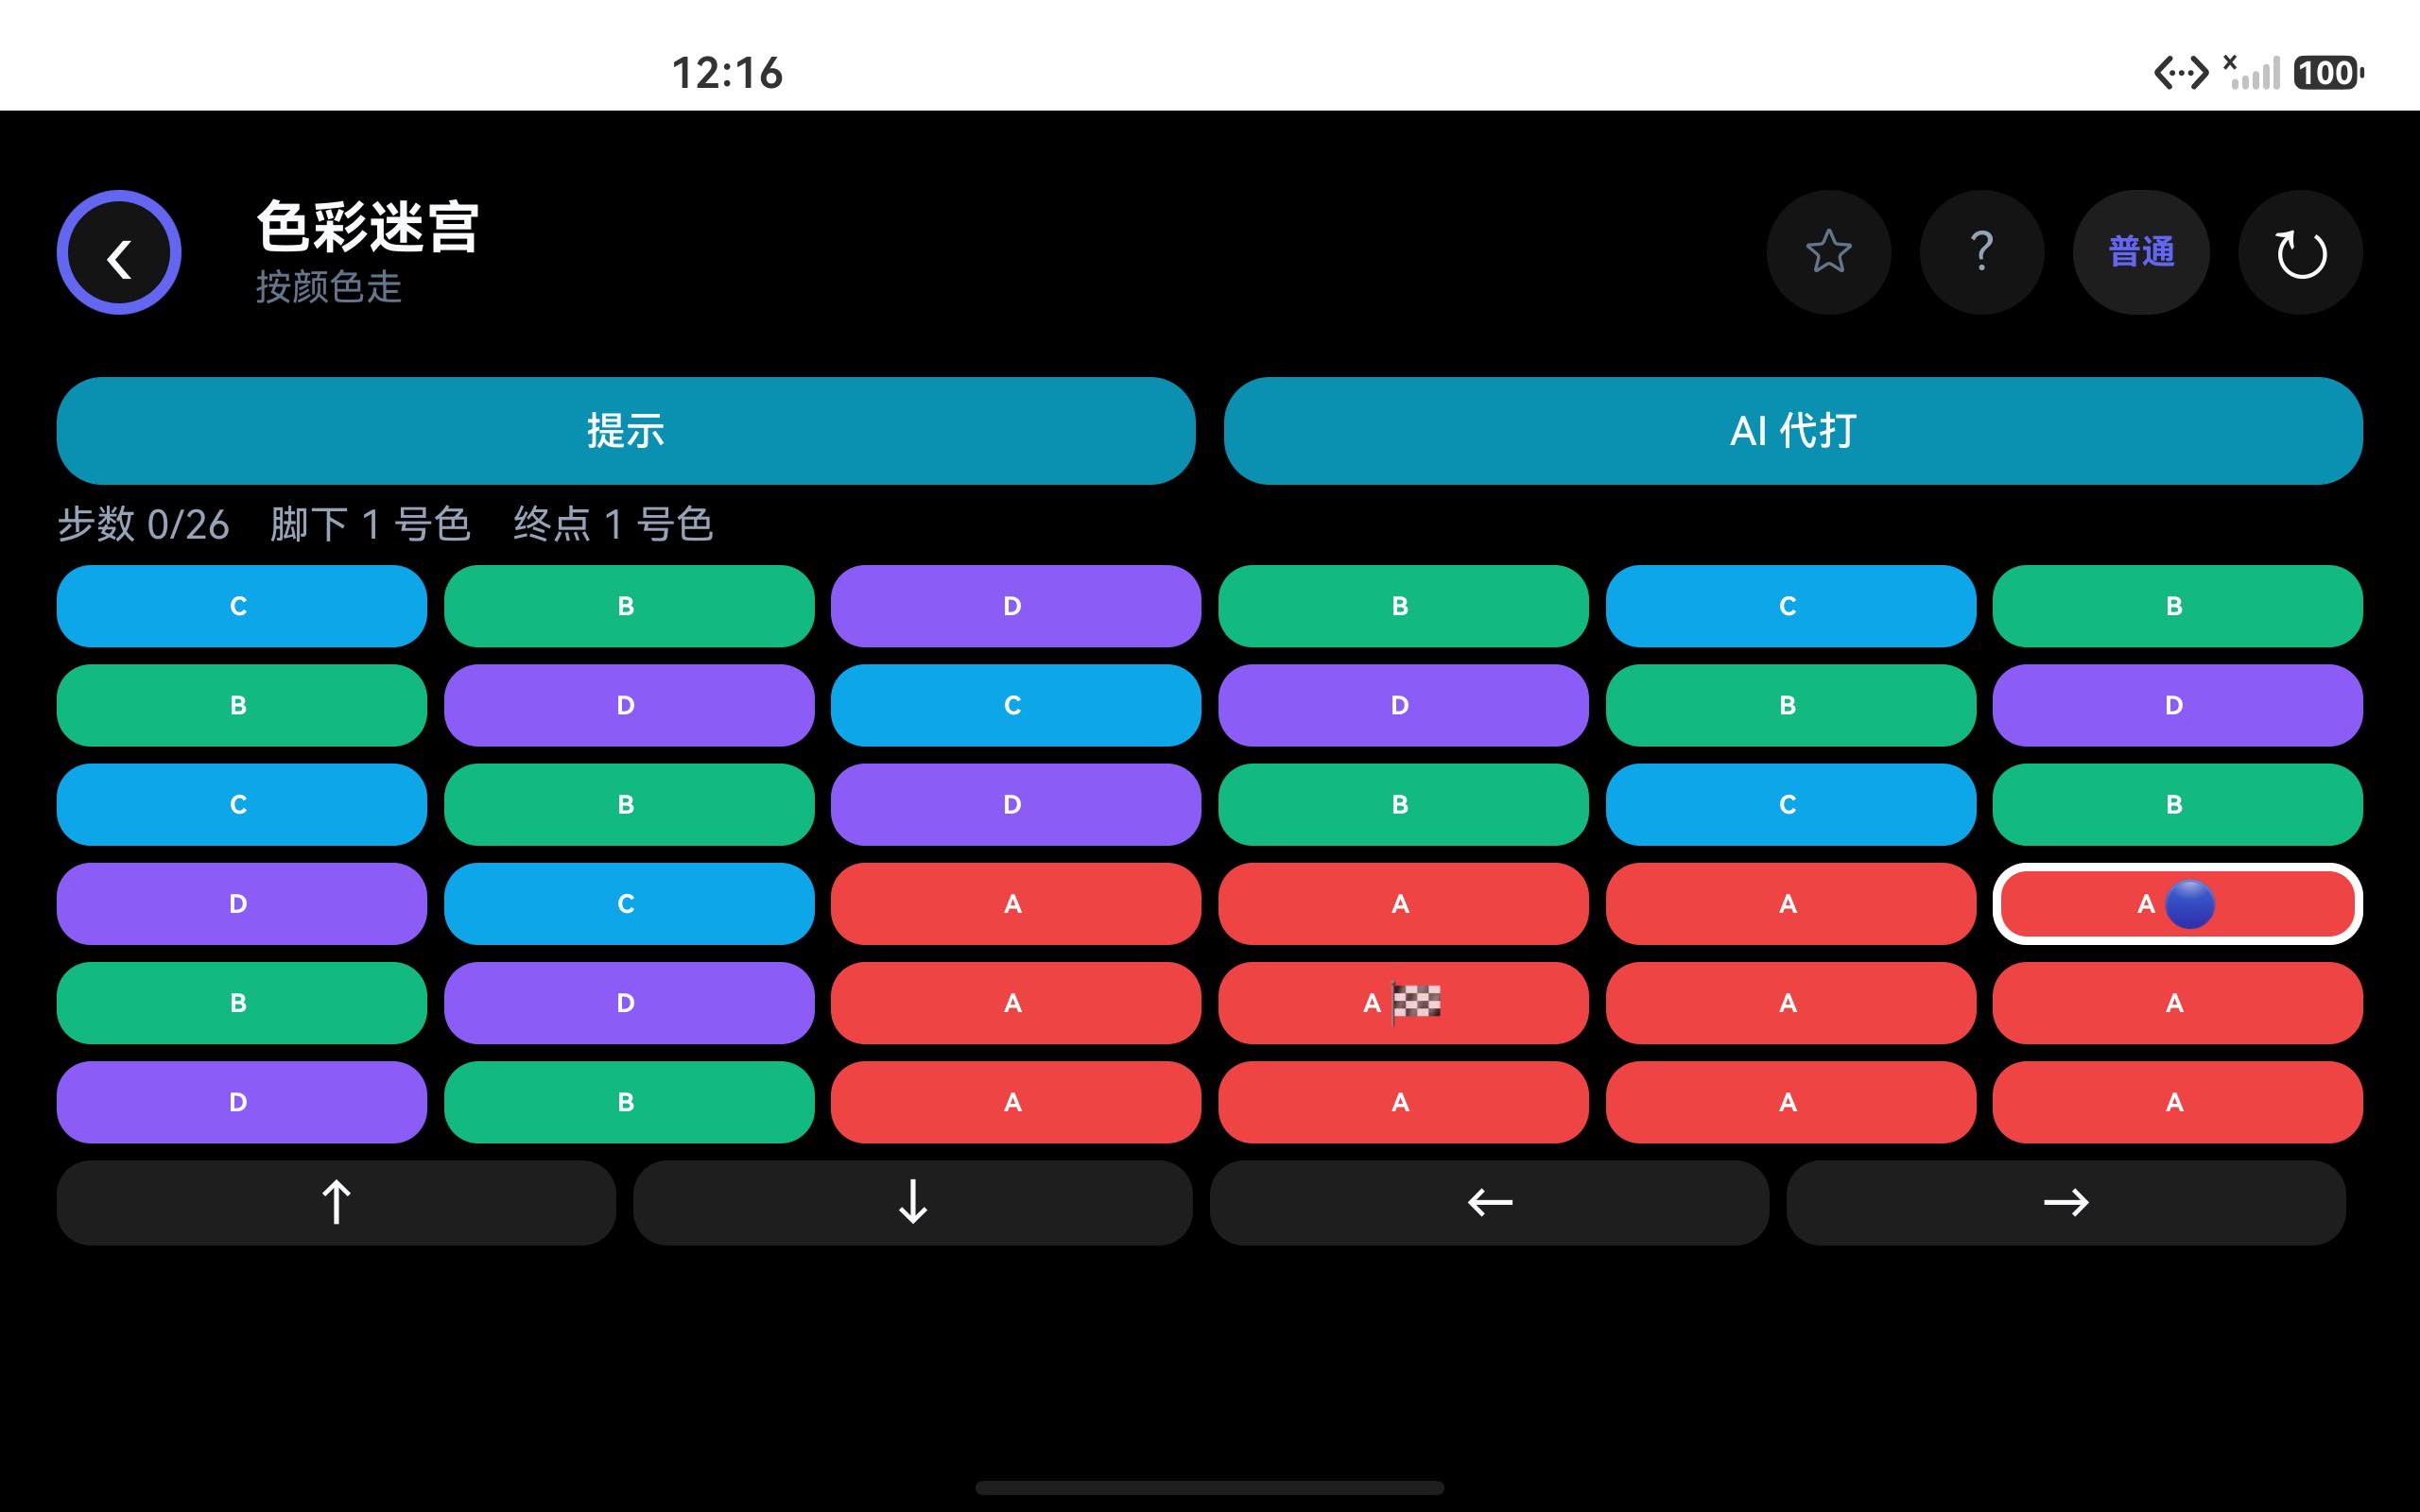 12:16
100
色彩迷宫
按颜色走
?
普通
提示
AI 代打
步数 0/26 脚下 1 号色 终点 1 号色
C B D B C B
B D C D B D
C B D B C B
D C A A A A
B D A A A A
D B A A A A
↑ ↓ ← →